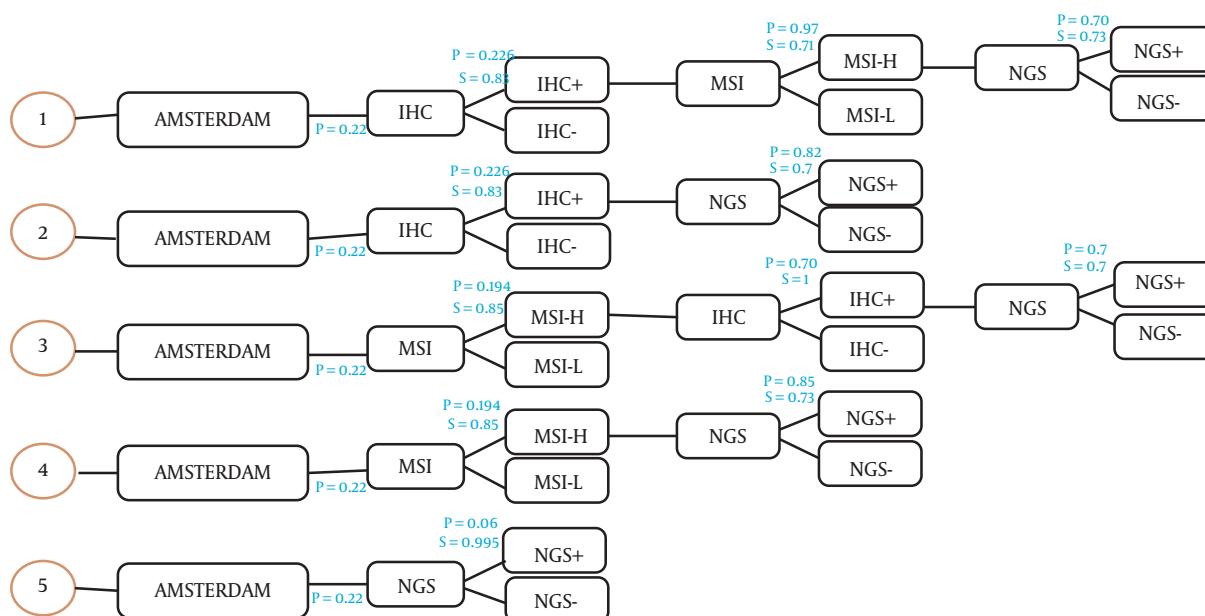 P = 0.226
S = 0.83
P = 0.97
S = 0.71
P = 0.70
S = 0.73
1
AMSTERDAM
P = 0.22
IHC
IHC+
IHC-
MSI
MSI-H
MSI-L
NGS
NGS+
NGS-
P = 0.226
S = 0.83
P = 0.82
S = 0.7
2
AMSTERDAM
P = 0.22
IHC
IHC+
IHC-
NGS
NGS+
NGS-
P = 0.194
S = 0.85
P = 0.70
S = 1
P = 0.7
S = 0.7
3
AMSTERDAM
P = 0.22
MSI
MSI-H
MSI-L
IHC
IHC+
IHC-
NGS
NGS+
NGS-
P = 0.194
S = 0.85
P = 0.85
S = 0.73
4
AMSTERDAM
P = 0.22
MSI
MSI-H
MSI-L
NGS
NGS+
NGS-
P = 0.06
S = 0.995
5
AMSTERDAM
P = 0.22
NGS
NGS+
NGS-